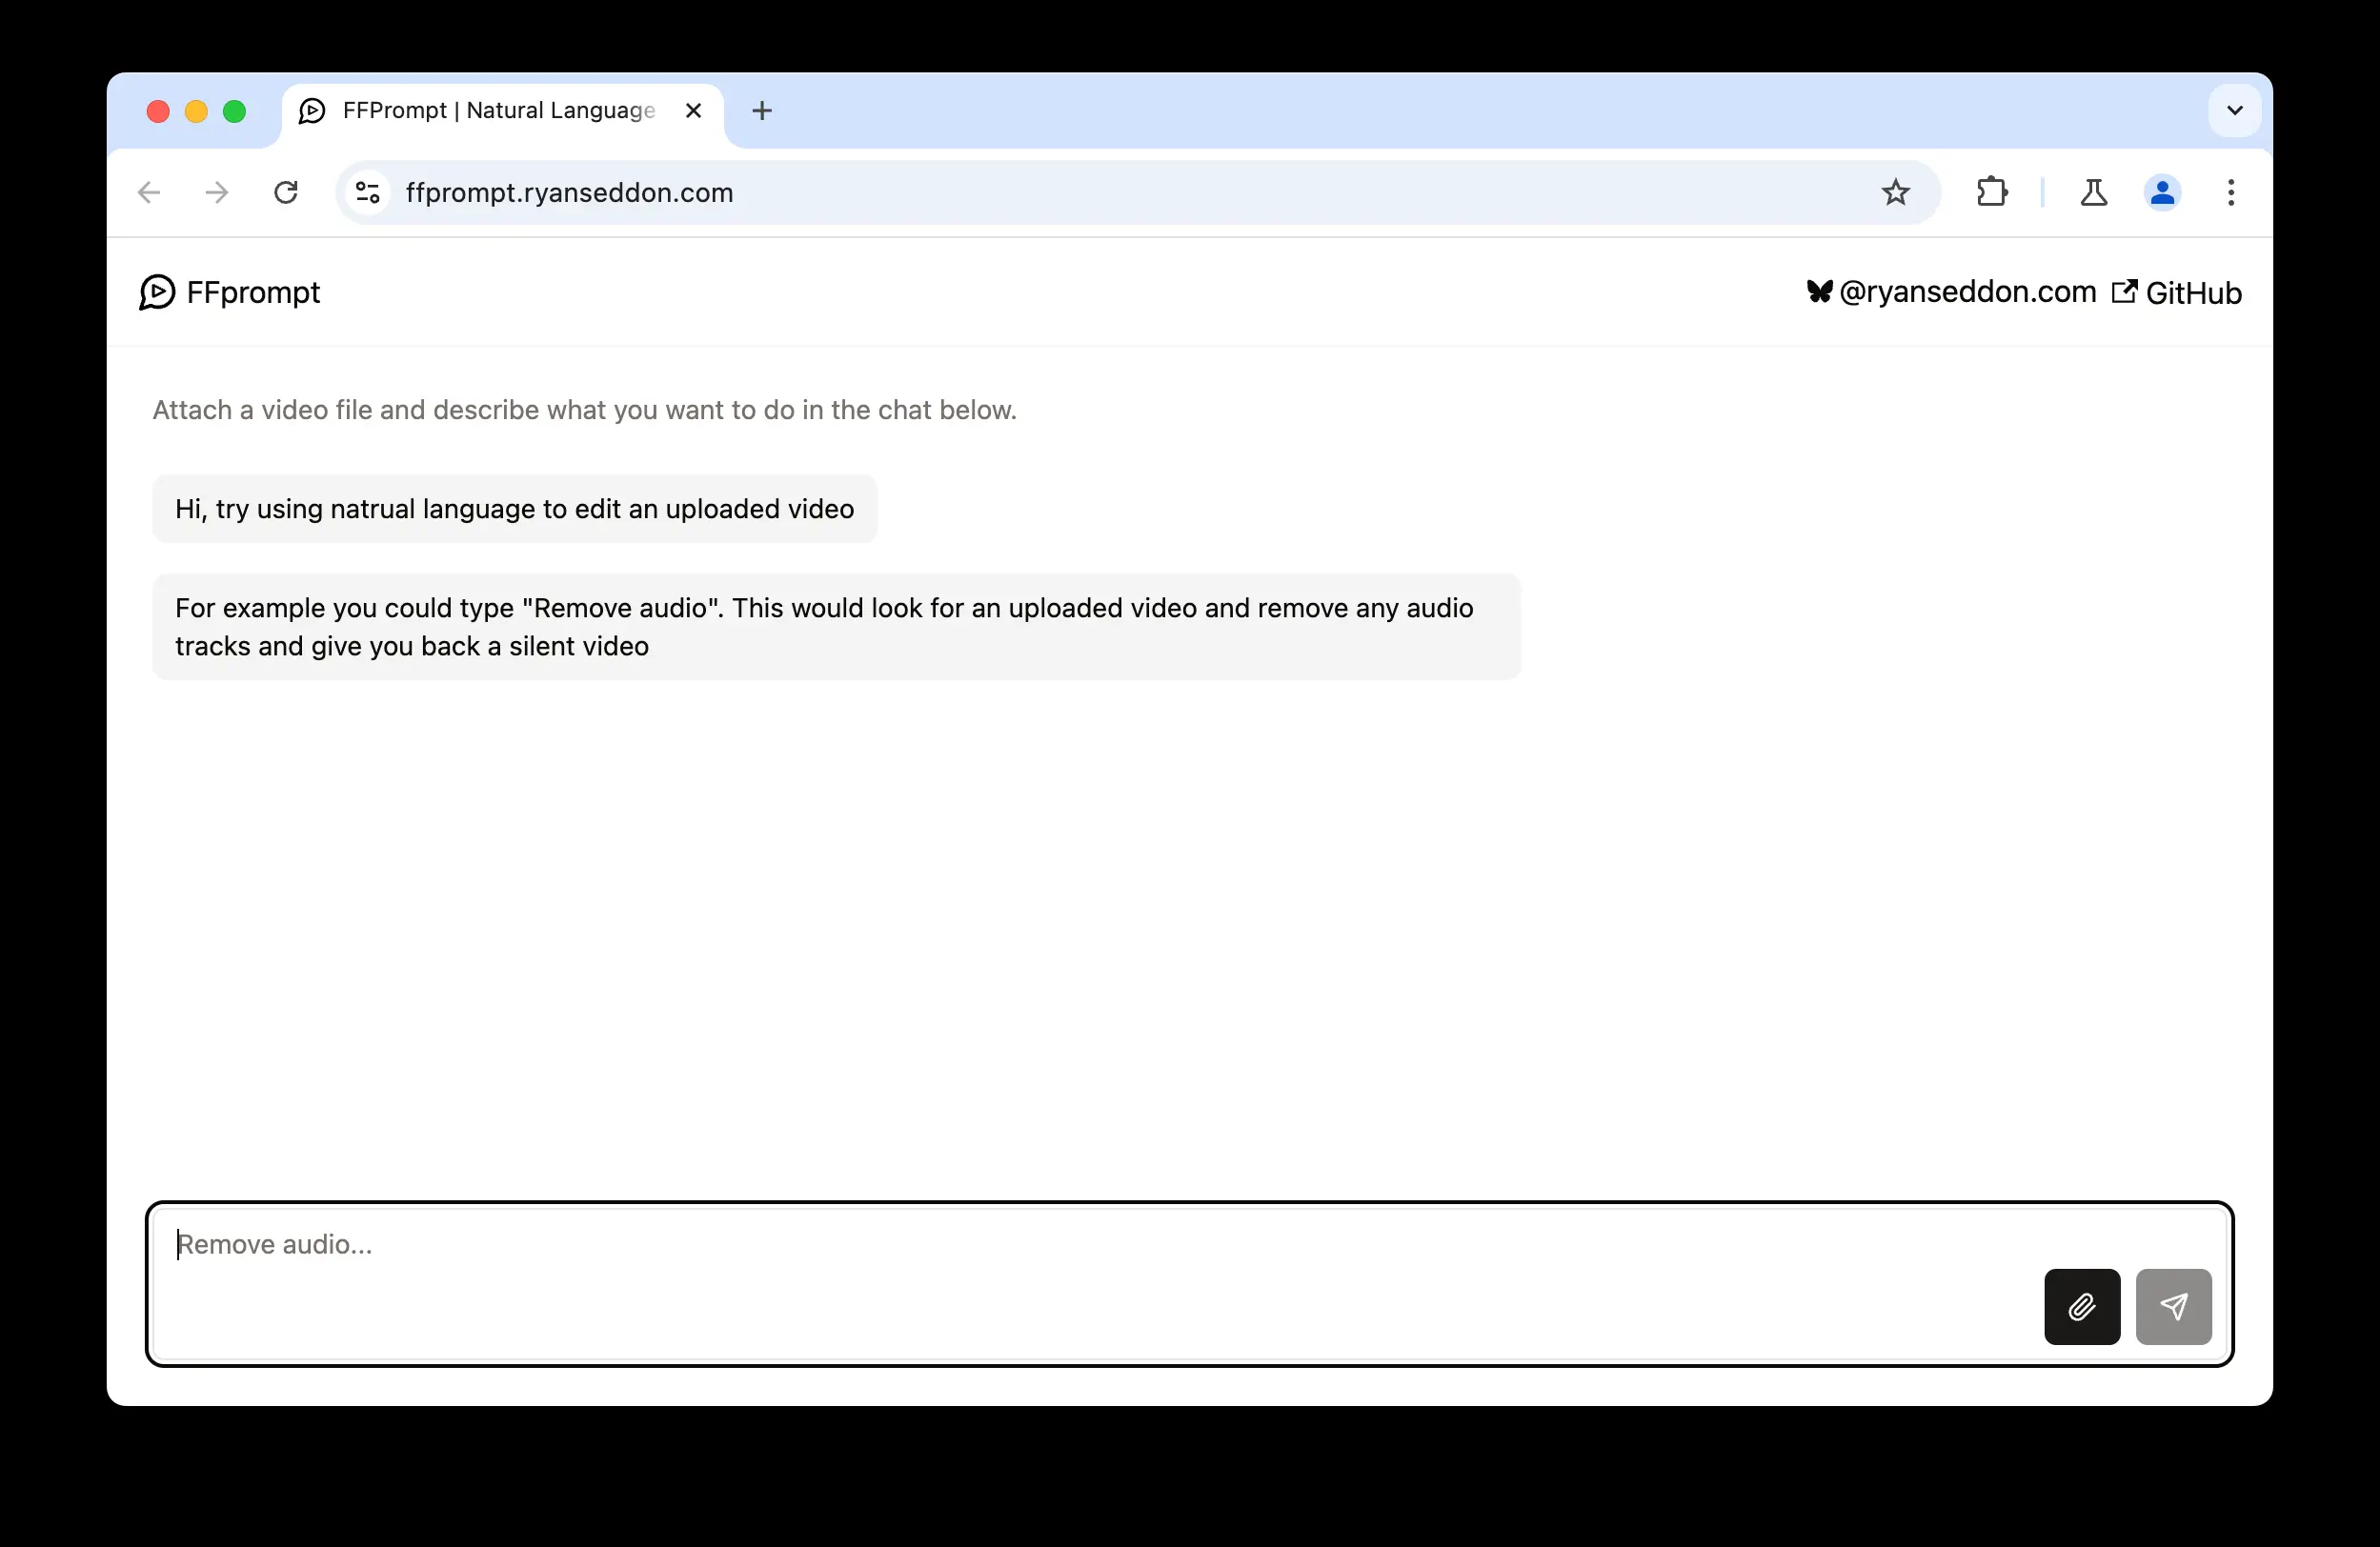 FFPrompt | Natural Language
ffprompt.ryanseddon.com
FFprompt
@ryanseddon.com GitHub
Attach a video file and describe what you want to do in the chat below.
Hi, try using natrual language to edit an uploaded video
For example you could type "Remove audio". This would look for an uploaded video and remove any audio
tracks and give you back a silent video
Remove audio...